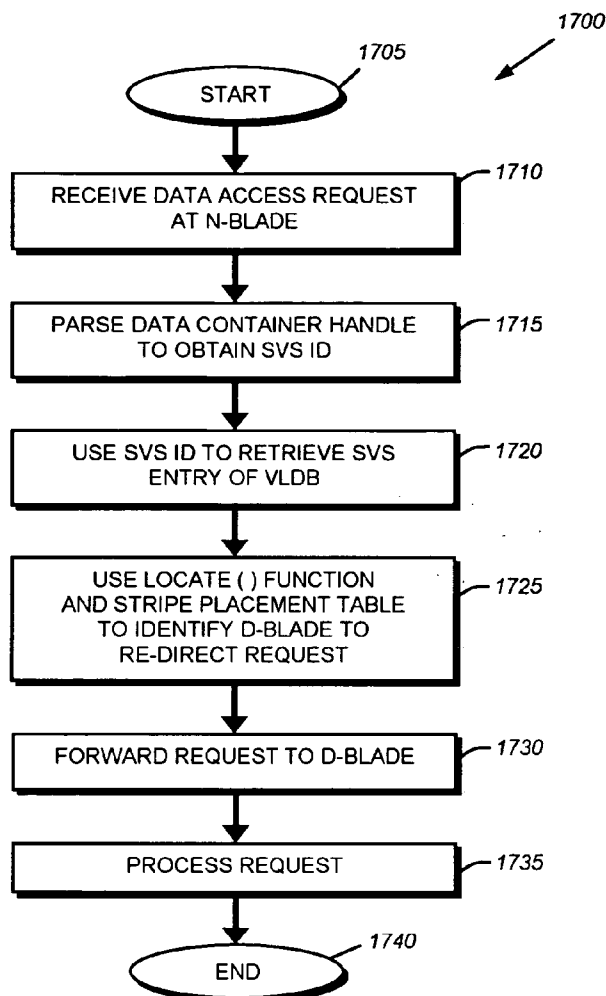 1700
1705
START
1710
RECEIVE DATA ACCESS REQUEST
AT N-BLADE
1715
PARSE DATA CONTAINER HANDLE
TO OBTAIN SVS ID
1720
USE SVS ID TO RETRIEVE SVS
ENTRY OF VLDB
1725
USE LOCATE ( ) FUNCTION
AND STRIPE PLACEMENT TABLE
TO IDENTIFY D-BLADE TO
RE-DIRECT REQUEST
1730
FORWARD REQUEST TO D-BLADE
1735
PROCESS REQUEST
1740
END